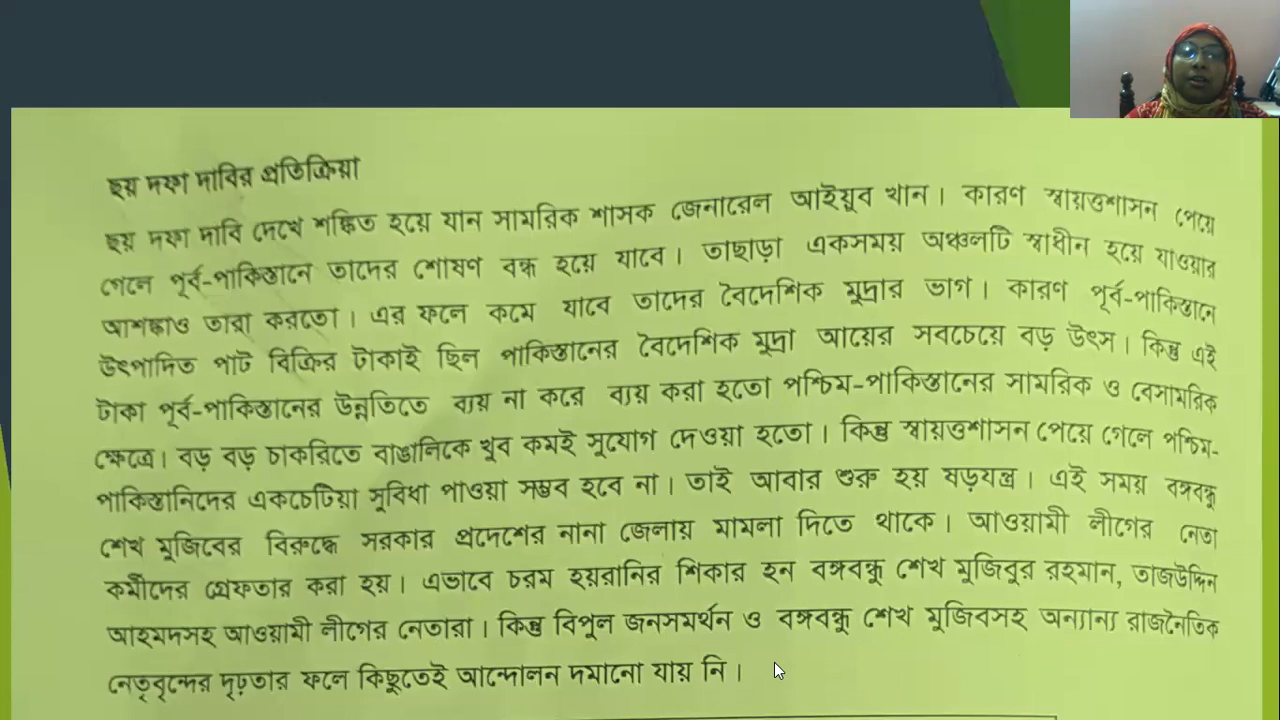 ছয় দফা দাবির প্রতিক্রিয়া
ছয় দফা দাবি দেখে শঙ্কিত হয়ে যান সামরিক শাসক জেনারেল আইয়ুব খান। কারণ স্বায়ত্তশাসন পেয়ে
গেলে পূর্ব-পাকিস্তানে তাদের শোষণ বন্ধ হয়ে যাবে। তাছাড়া একসময় অঞ্চলটি স্বাধীন হয়ে যাওয়ার
আশঙ্কাও তারা করতো। এর ফলে কমে যাবে তাদের বৈদেশিক মুদ্রার ভাগ। কারণ পূর্ব-পাকিস্তানে
উৎপাদিত পাট বিক্রির টাকাই ছিল পাকিস্তানের বৈদেশিক মুদ্রা আয়ের সবচেয়ে বড় উৎস। কিন্তু এই
টাকা পূর্ব-পাকিস্তানের উন্নতিতে ব্যয় না করে ব্যয় করা হতো পশ্চিম-পাকিস্তানের সামরিক ও বেসামরিক
ক্ষেত্রে। বড় বড় চাকরিতে বাঙালিকে খুব কমই সুযোগ দেওয়া হতো। কিন্তু স্বায়ত্তশাসন পেয়ে গেলে পশ্চিম-
পাকিস্তানিদের একচেটিয়া সুবিধা পাওয়া সম্ভব হবে না। তাই আবার শুরু হয় ষড়যন্ত্র। এই সময় বঙ্গবন্ধু
শেখ মুজিবের বিরুদ্ধে সরকার প্রদেশের নানা জেলায় মামলা দিতে থাকে। আওয়ামী লীগের নেতা
কর্মীদের গ্রেফতার করা হয়। এভাবে চরম হয়রানির শিকার হন বঙ্গবন্ধু শেখ মুজিবুর রহমান, তাজউদ্দিন
আহমদসহ আওয়ামী লীগের নেতারা। কিন্তু বিপুল জনসমর্থন ও বঙ্গবন্ধু শেখ মুজিবসহ অন্যান্য রাজনৈতিক
নেতৃবৃন্দের দৃঢ়তার ফলে কিছুতেই আন্দোলন দমানো যায় নি।